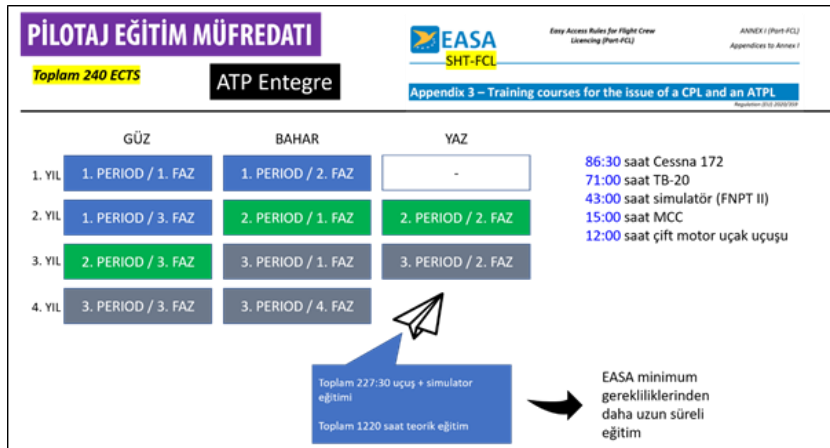 PİLOTAJ EĞİTİM MÜFREDATI
Toplam 240 ECTS
ATP Entegre
EASA
SHT-FCL
Easy Access Rules for Flight Crew
Licencing (Part-FCL)
ANNEX I (Part-FCL)
Appendices to Annex I
Appendix 3 – Training courses for the issue of a CPL and an ATPL
Regulation (EU) 2020/359
GÜZ BAHAR YAZ
1. YIL 1. PERIOD / 1. FAZ 1. PERIOD / 2. FAZ -
2. YIL 1. PERIOD / 3. FAZ 2. PERIOD / 1. FAZ 2. PERIOD / 2. FAZ
3. YIL 2. PERIOD / 3. FAZ 3. PERIOD / 1. FAZ 3. PERIOD / 2. FAZ
4. YIL 3. PERIOD / 3. FAZ 3. PERIOD / 4. FAZ
86:30 saat Cessna 172
71:00 saat TB-20
43:00 saat simulatör (FNPT II)
15:00 saat MCC
12:00 saat çift motor uçak uçuşu
Toplam 227:30 uçuş + simulator
eğitimi
Toplam 1220 saat teorik eğitim
EASA minimum
gerekliliklerinden
daha uzun süreli
eğitim